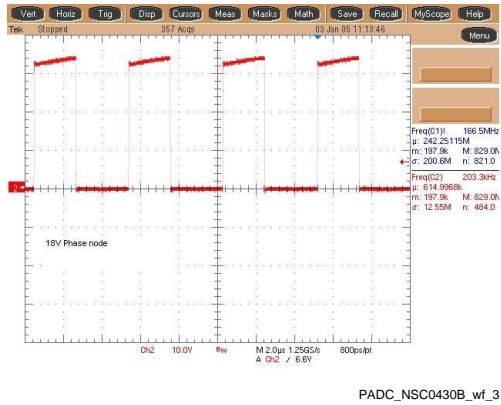 Vert Horiz Trig Disp Cursors Meas Masks Math Save Recall MyScope Help
Tek Stopped 357 Acqs 03 Jan 05 11:13:46
Menu
Freq(C1)! 166.5MHz
µ: 242.25115M
m: 197.9k M: 829.0M
σ: 200.6M n: 821.0
Freq(C2) 203.3kHz
µ: 614.9968k
m: 197.9k M: 829.0M
σ: 12.55M n: 484.0
18V Phase node
Ch2 10.0V Bw M 2.0µs 1.25GS/s 800ps/pt
A Ch2 / 6.6V
PADC_NSC0430B_wf_3